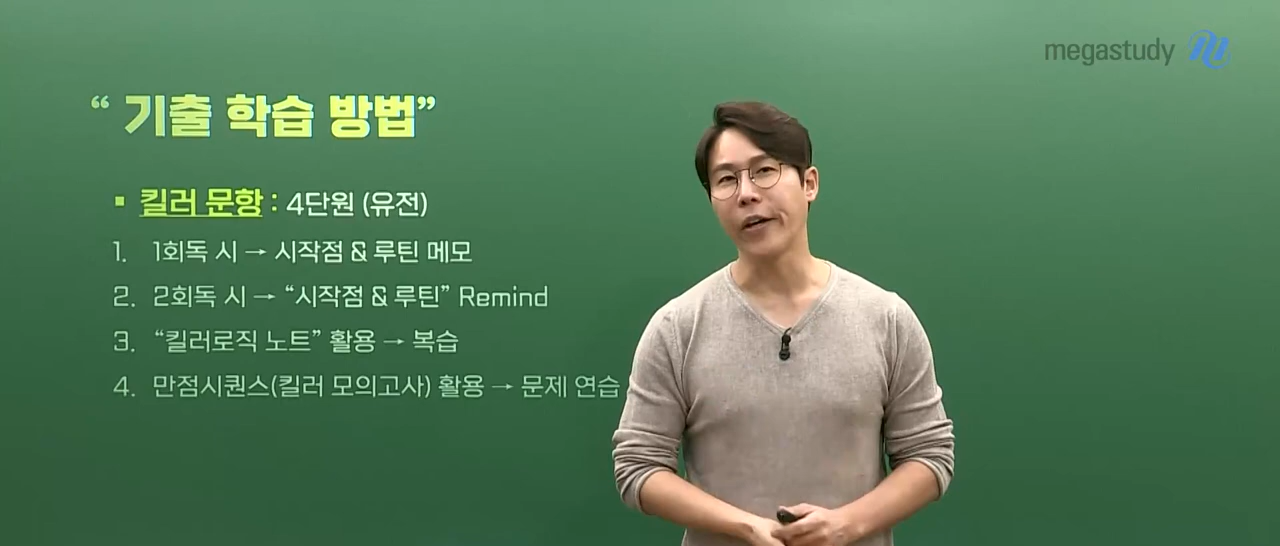 megastudy
“ 기출 학습 방법”
▪ 킬러 문항 : 4단원 (유전)
1. 1회독 시 → 시작점 & 루틴 메모
2. 2회독 시 → “시작점 & 루틴” Remind
3. “킬러로직 노트” 활용 → 복습
4. 만점시퀀스(킬러 모의고사) 활용 → 문제 연습